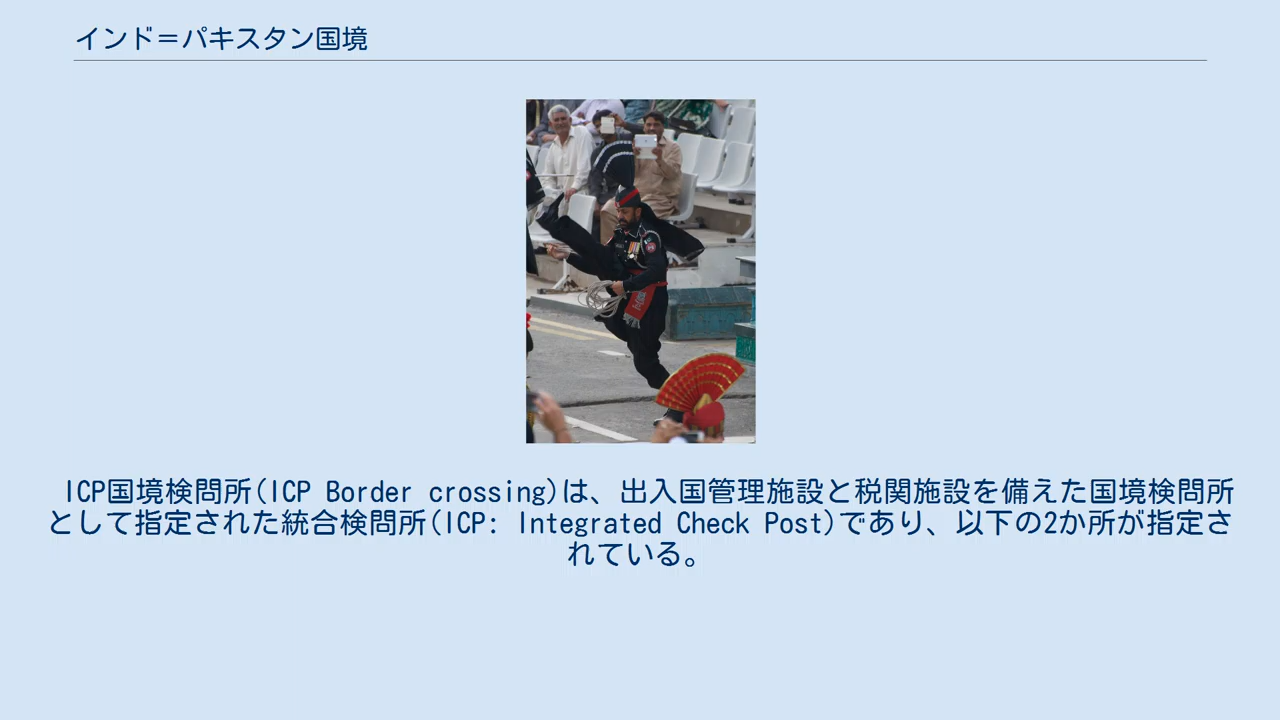 インド＝パキスタン国境
ICP国境検問所(ICP Border crossing)は、出入国管理施設と税関施設を備えた国境検問所
として指定された統合検問所(ICP: Integrated Check Post)であり、以下の2か所が指定さ
れている。